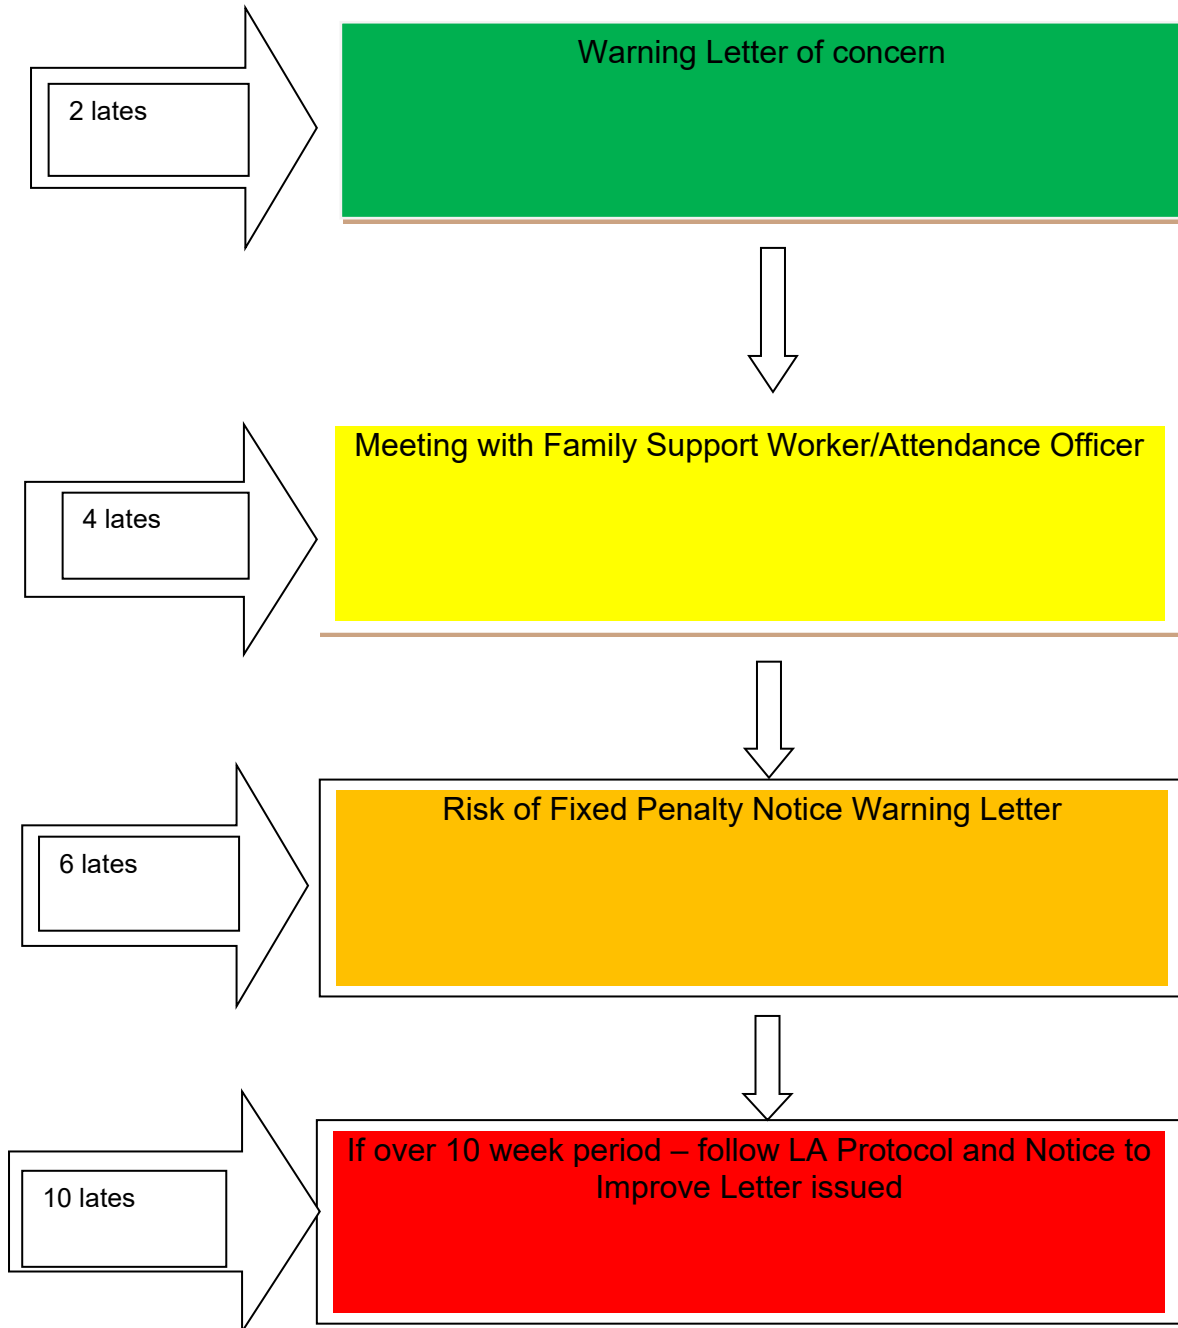 2 lates
Warning Letter of concern
4 lates
Meeting with Family Support Worker/Attendance Officer
6 lates
Risk of Fixed Penalty Notice Warning Letter
10 lates
If over 10 week period – follow LA Protocol and Notice to
Improve Letter issued